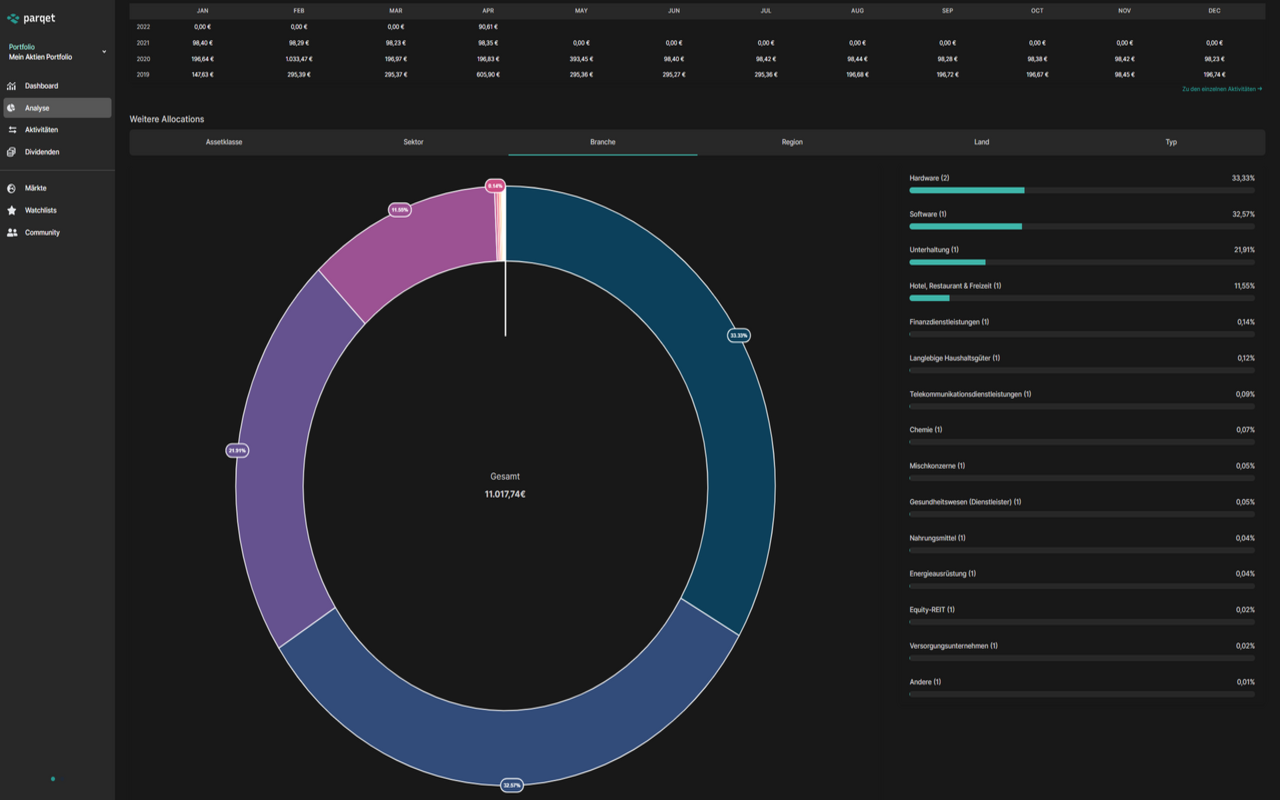 parqet
Portfolio
Mein Aktien Portfolio
Dashboard
Analyse
Aktivitäten
Dividenden
Märkte
Watchlists
Community
JAN FEB MAR APR MAY JUN JUL AUG SEP OCT NOV DEC
2022 0,00 € 0,00 € 0,00 € 90,61 €
2021 98,40 € 98,29 € 98,23 € 98,35 € 0,00 € 0,00 € 0,00 € 0,00 € 0,00 € 0,00 € 0,00 € 0,00 €
2020 196,64 € 1.033,47 € 196,97 € 196,83 € 393,45 € 98,40 € 98,42 € 98,44 € 98,28 € 98,38 € 98,42 € 98,23 €
2019 147,63 € 295,39 € 295,37 € 605,90 € 295,36 € 295,27 € 295,36 € 196,68 € 196,72 € 196,67 € 98,45 € 196,74 €
Zu den einzelnen Aktivitäten →
Weitere Allocations
Assetklasse Sektor Branche Region Land Typ
0.14%
11.55%
33.33%
21.91%
32.57%
Gesamt
11.017,74€
Hardware (2) 33,33%
Software (1) 32,57%
Unterhaltung (1) 21,91%
Hotel, Restaurant & Freizeit (1) 11,55%
Finanzdienstleistungen (1) 0,14%
Langlebige Haushaltsgüter (1) 0,12%
Telekommunikationsdienstleistungen (1) 0,09%
Chemie (1) 0,07%
Mischkonzerne (1) 0,05%
Gesundheitswesen (Dienstleister) (1) 0,05%
Nahrungsmittel (1) 0,04%
Energieausrüstung (1) 0,04%
Equity-REIT (1) 0,02%
Versorgungsunternehmen (1) 0,02%
Andere (1) 0,01%